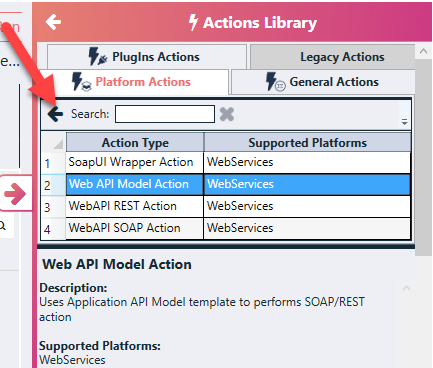 Actions Library
PlugIns Actions
Legacy Actions
Platform Actions
General Actions
Search:
Action Type Supported Platforms
1 SoapUI Wrapper Action WebServices
2 Web API Model Action WebServices
3 WebAPI REST Action WebServices
4 WebAPI SOAP Action WebServices
Web API Model Action
Description:
Uses Application API Model template to performs SOAP/REST
action
Supported Platforms:
WebServices